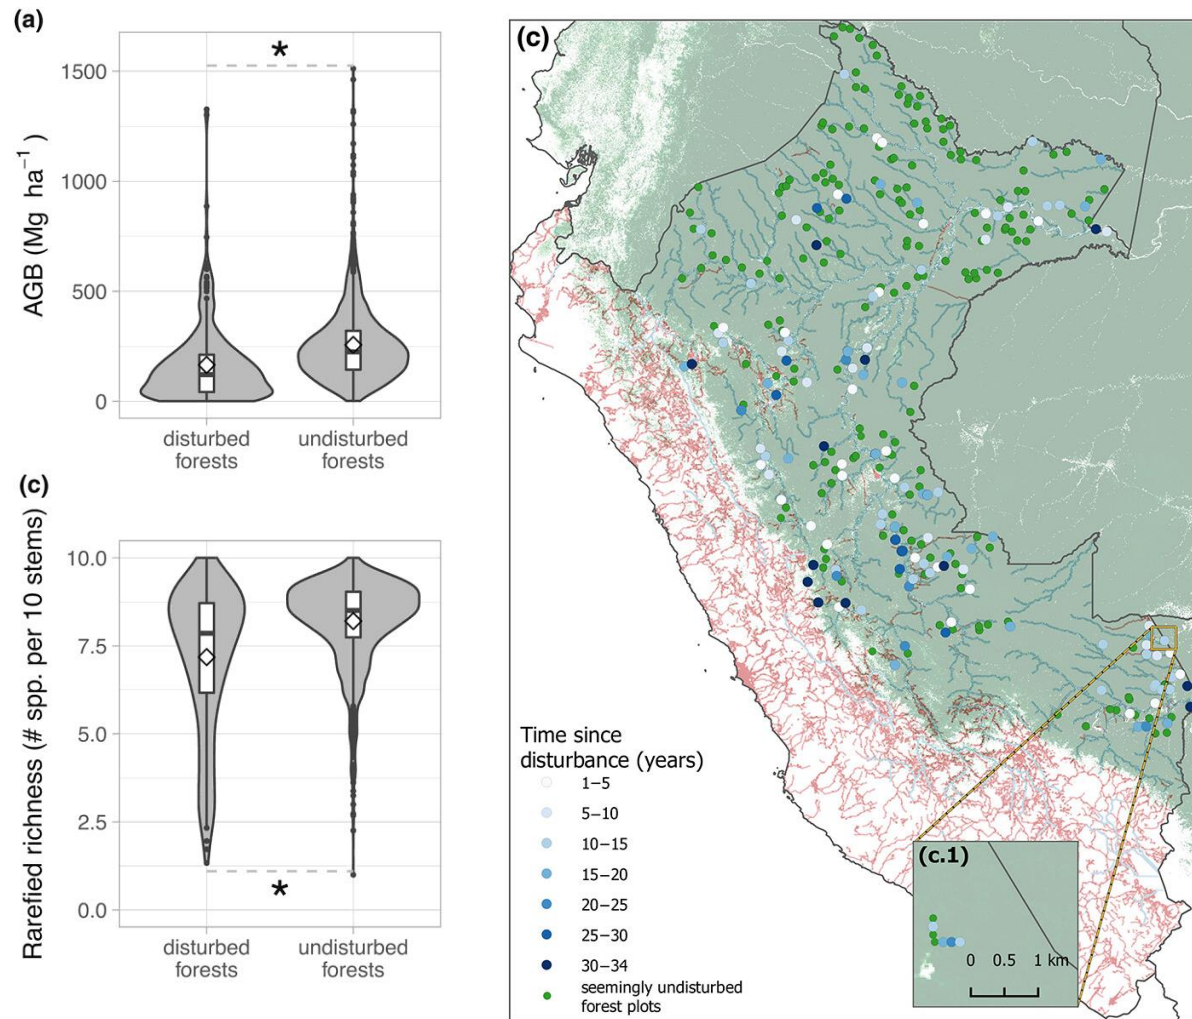 (a)
*
1500
1000
500
0
AGB (Mg ha−1 )
disturbed
forests
undisturbed
forests
(c)
10.0
7.5
5.0
2.5
0.0
Rarefied richness (# spp. per 10 stems)
*
disturbed
forests
undisturbed
forests
(c)
Time since
disturbance (years)
1−5
5−10
10−15
15−20
20−25
25−30
30−34
seemingly undisturbed
forest plots
(c.1)
0 0.5 1 km